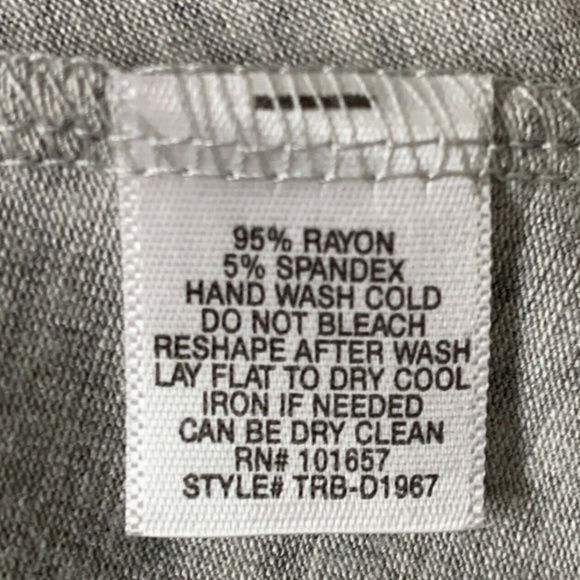 95% RAYON
5% SPANDEX
HAND WASH COLD
DO NOT BLEACH
RESHAPE AFTER WASH
LAY FLAT TO DRY COOL
IRON IF NEEDED
CAN BE DRY CLEAN
RN# 101657
STYLE# TRB-D1967